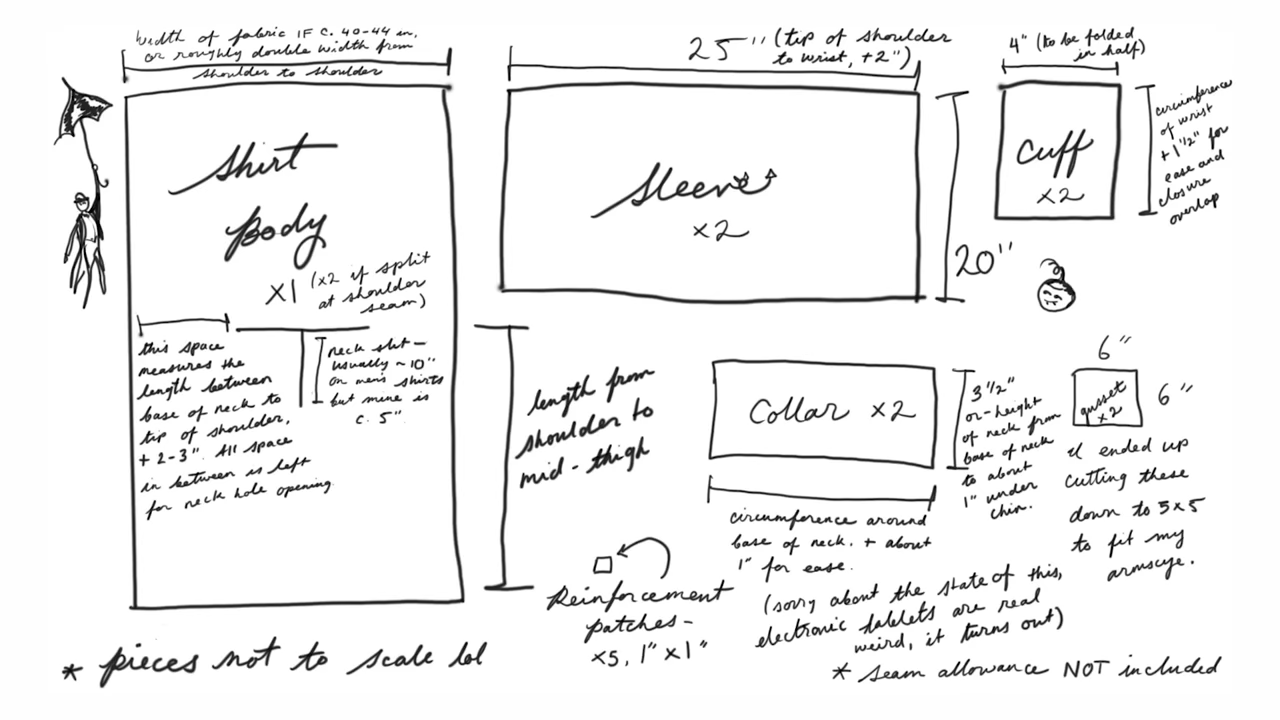 width of fabric IF c. 40-44 in.
or roughly double width from
shoulder to shoulder
Shirt
Body
x1 (x2 if split
at shoulder
seam)
this space
measures the
length between
base of neck to
tip of shoulder,
+ 2-3". All space
in between is left
for neck hole opening.
neck slit -
usually ~10"
on men's shirts
but mine is
c. 5"
length from
shoulder to
mid-thigh
25" (tip of shoulder
to wrist, +2")
Sleeve
x2
20"
4" (to be folded
in half)
Cuff
x2
circumference
of wrist
+ 1 1/2" for
ease and
closure
overlap
Collar x2
circumference around
base of neck. + about
1" for ease.
3 1/2"
or - height
of neck from
base of neck
to about
1" under
chin.
6"
gusset
x2
6"
I ended up
cutting these
down to 5x5
to fit my
armscye.
Reinforcement
patches -
x5, 1" x 1"
(sorry about the state of this,
electronic tablets are real
weird, it turns out)
* pieces not to scale lol
* seam allowance NOT included